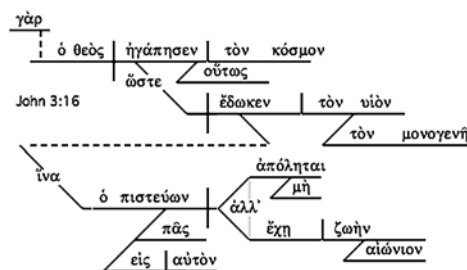 γὰρ
ὁ θεὸς ἠγάπησεν τὸν κόσμον
οὕτως
ὥστε
John 3:16
ἔδωκεν τὸν υἱὸν
τὸν μονογενῆ
ἵνα
ἀπόληται
ὁ πιστεύων ἀλλ' μὴ
πᾶς ἔχῃ ζωὴν
εἰς αὐτὸν αἰώνιον